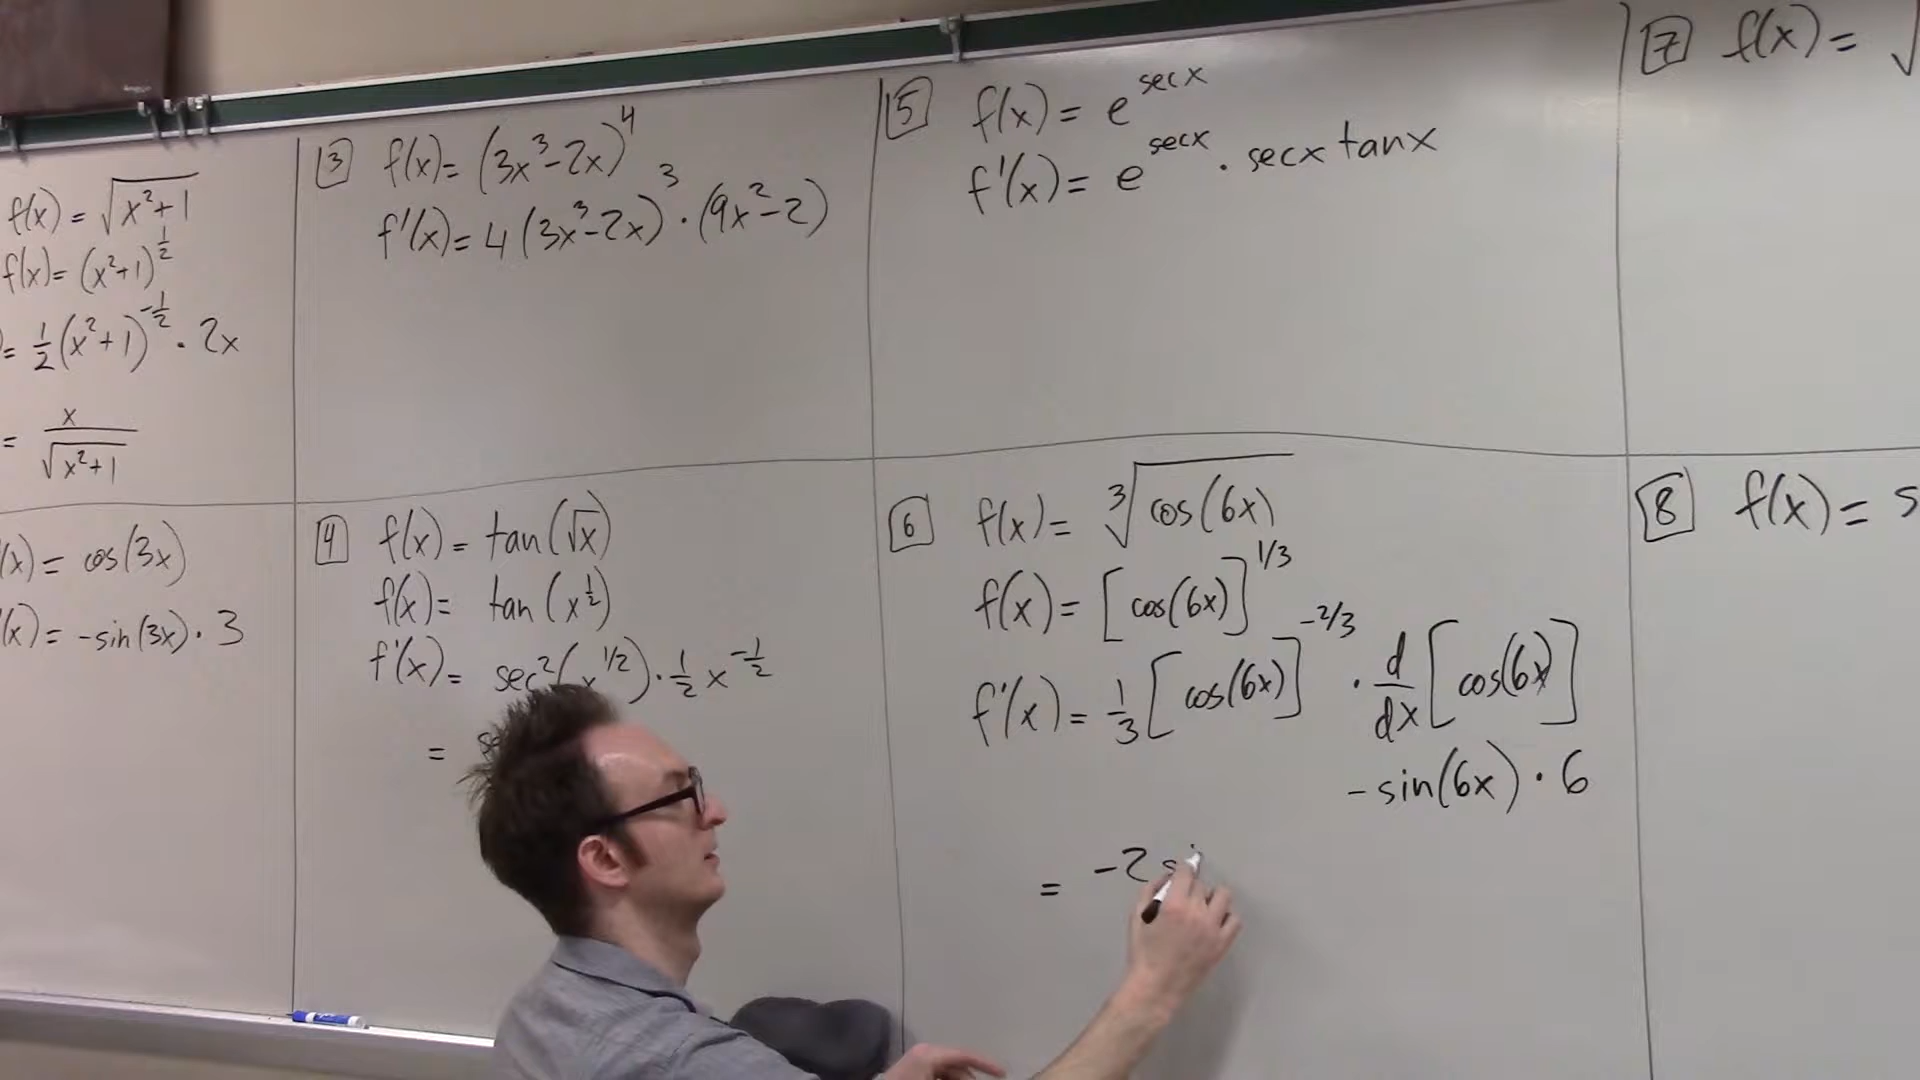 f(x) = √(x²+1)
f(x) = (x²+1)^½
= ½(x²+1)^-½ · 2x
= x/√(x²+1)
(x) = cos(3x)
'(x) = -sin(3x) · 3
3 f(x) = (3x³-2x)⁴
f'(x) = 4(3x³-2x)³ · (9x²-2)
4 f(x) = tan(√x)
f(x) = tan(x^½)
f'(x) = sec²(x^1/2) · ½ x^-½
=
5 f(x) = e^secx
f'(x) = e^secx · secx tanx
6 f(x) = ³√cos(6x)
f(x) = [cos(6x)]^1/3
f'(x) = 1/3 [cos(6x)]^-2/3 · d/dx [cos(6x)]
-sin(6x) · 6
= -2 si
7 f(x) = √
8 f(x) = s